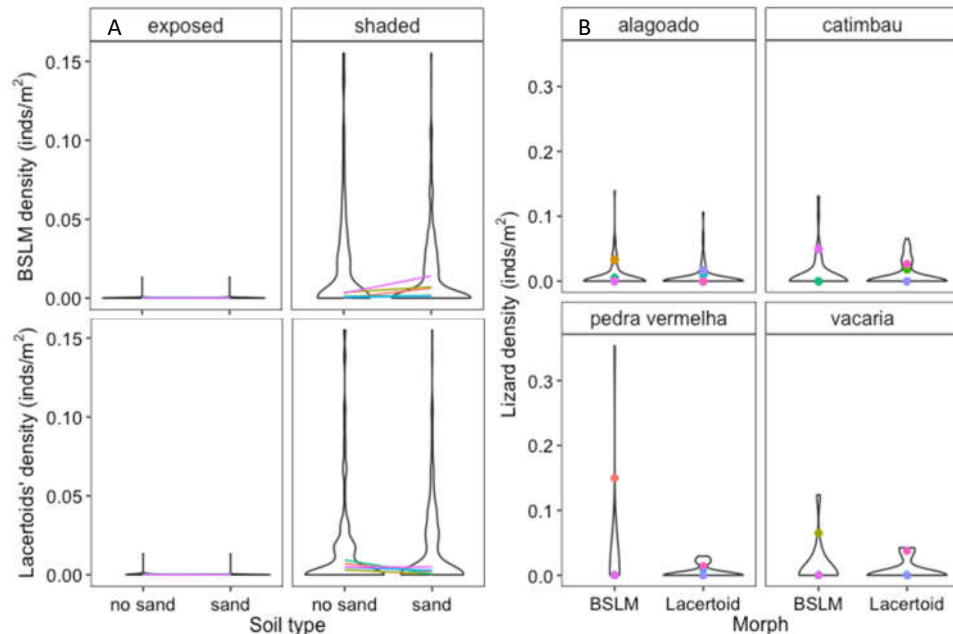 A
exposed
shaded
BSLM density (inds/m²)
0.15
0.10
0.05
0.00
Lacertoids' density (inds/m²)
0.15
0.10
0.05
0.00
no sand
sand
no sand
sand
Soil type
B
alagoado
catimbau
Lizard density (inds/m²)
0.3
0.2
0.1
0.0
pedra vermelha
vacaria
0.3
0.2
0.1
0.0
BSLM
Lacertoid
BSLM
Lacertoid
Morph